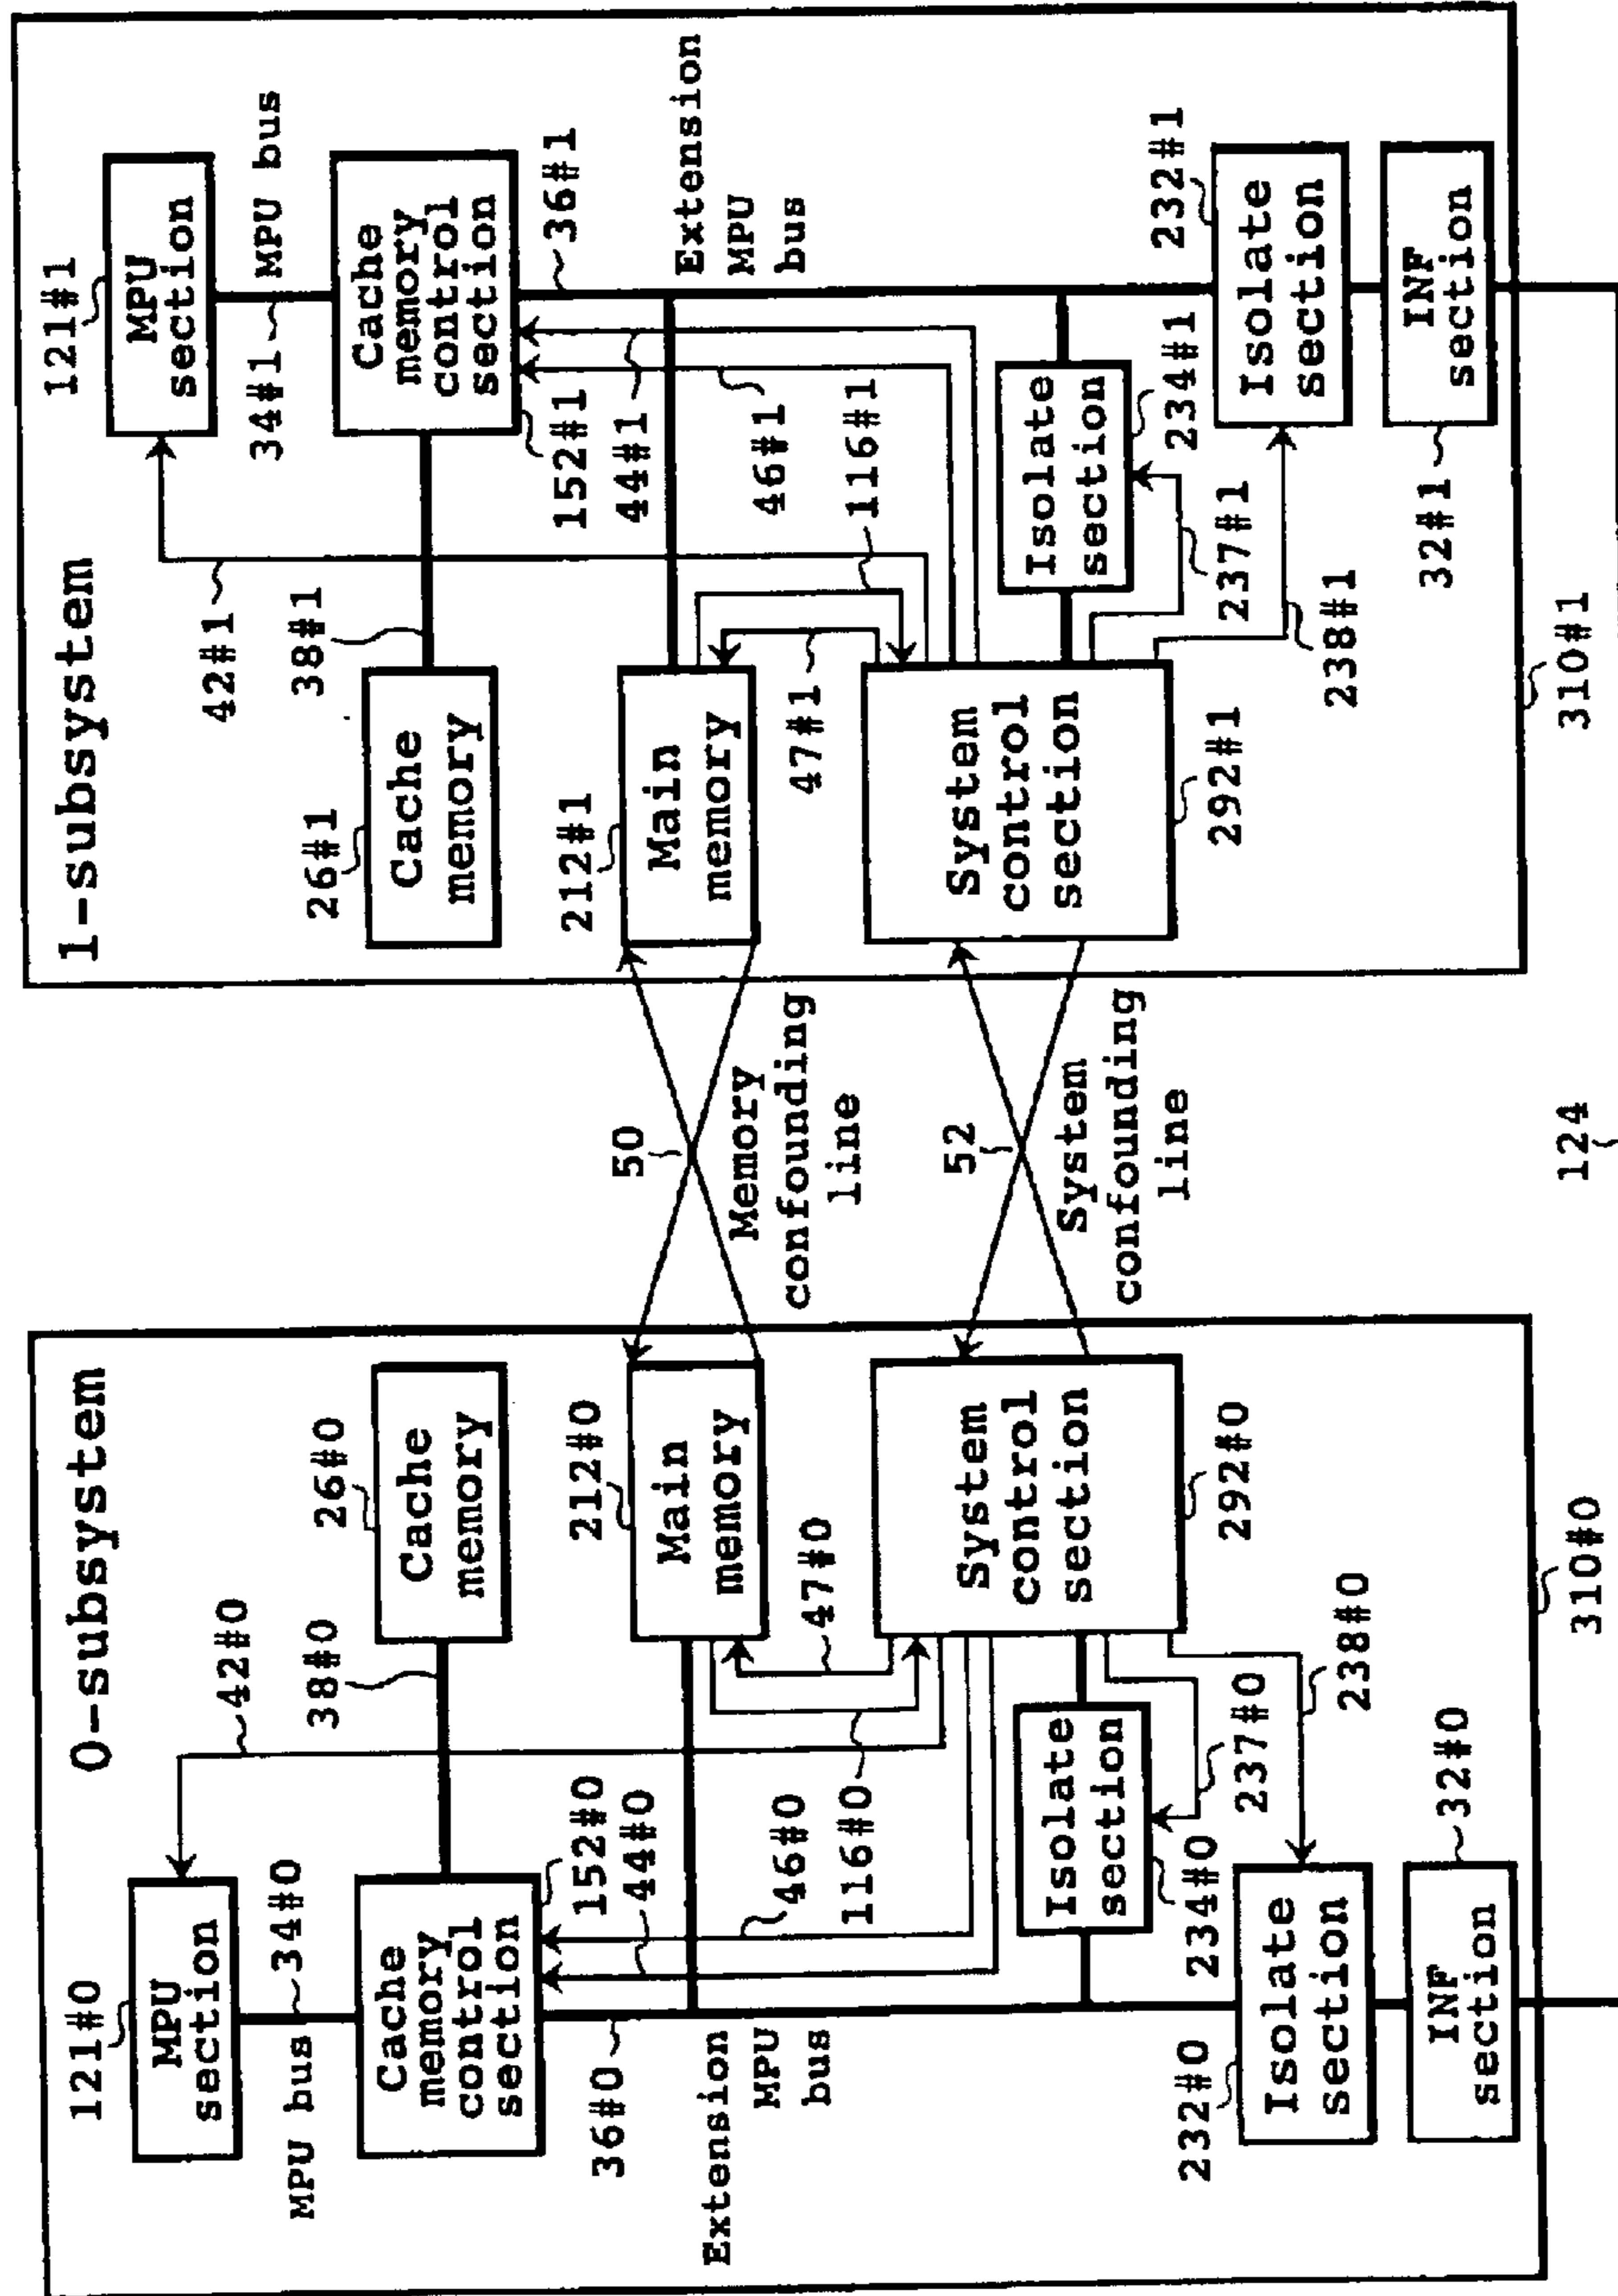 0-subsystem
121#0
MPU
section
MPU bus
34#0
42#0
26#0
38#0
Cache
memory
Cache
memory
control
section
152#0
44#0
36#0
Extension
MPU
bus
46#0
116#0
212#0
Main
memory
47#0
System
control
section
292#0
Isolate
section
234#0
237#0
238#0
232#0
Isolate
section
INF
section
32#0
310#0
50
Memory
confounding
line
52
System
confounding
line
124
1-subsystem
121#1
MPU
section
34#1
MPU bus
42#1
26#1
38#1
Cache
memory
Cache
memory
control
section
152#1
36#1
44#1
46#1
Extension
MPU
bus
116#1
212#1
Main
memory
47#1
System
control
section
292#1
Isolate
section
234#1
237#1
238#1
232#1
Isolate
section
INF
section
32#1
310#1